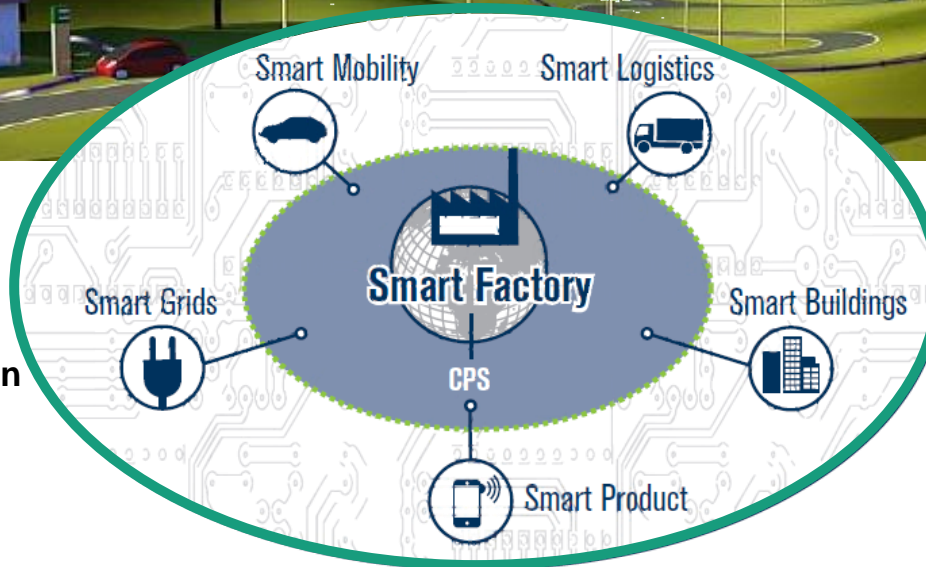 Smart Mobility
Smart Logistics
Smart Factory
Smart Grids
Smart Buildings
n
CPS
Smart Product